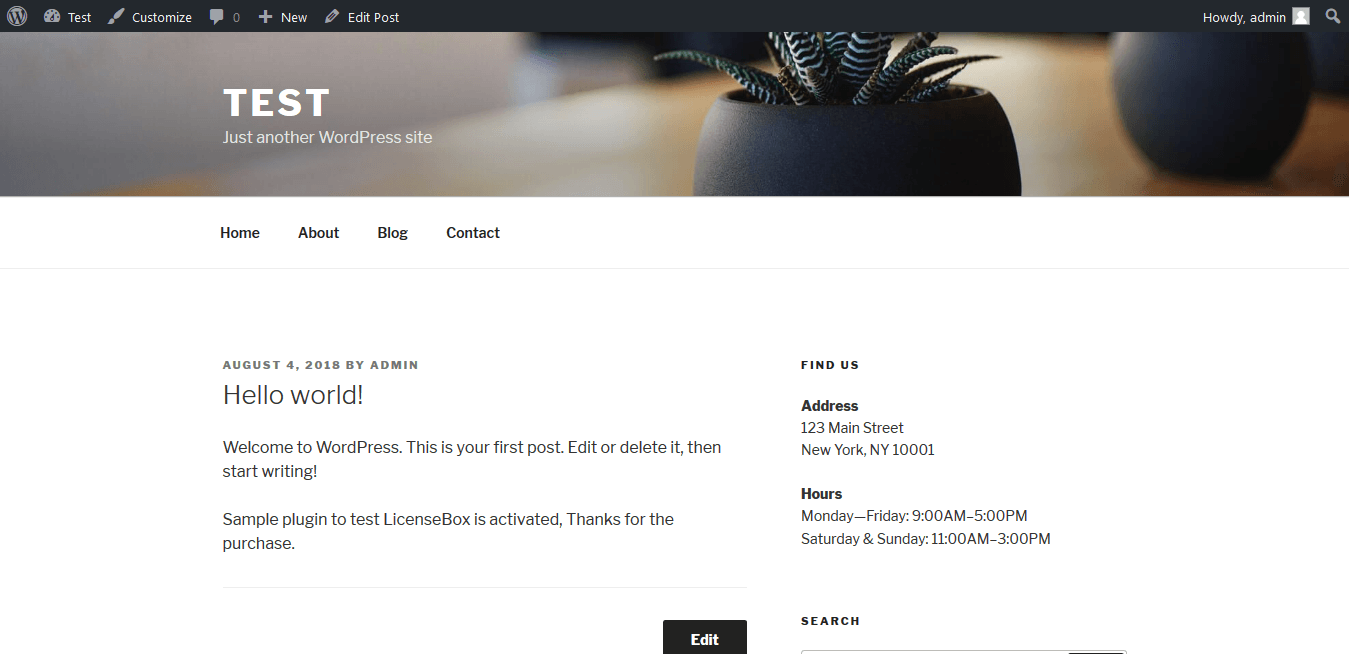 Test Customize 0 New Edit Post Howdy, admin
TEST
Just another WordPress site
Home About Blog Contact
AUGUST 4, 2018 BY ADMIN
Hello world!
Welcome to WordPress. This is your first post. Edit or delete it, then
start writing!
Sample plugin to test LicenseBox is activated, Thanks for the
purchase.
Edit
FIND US
Address
123 Main Street
New York, NY 10001
Hours
Monday—Friday: 9:00AM–5:00PM
Saturday & Sunday: 11:00AM–3:00PM
SEARCH